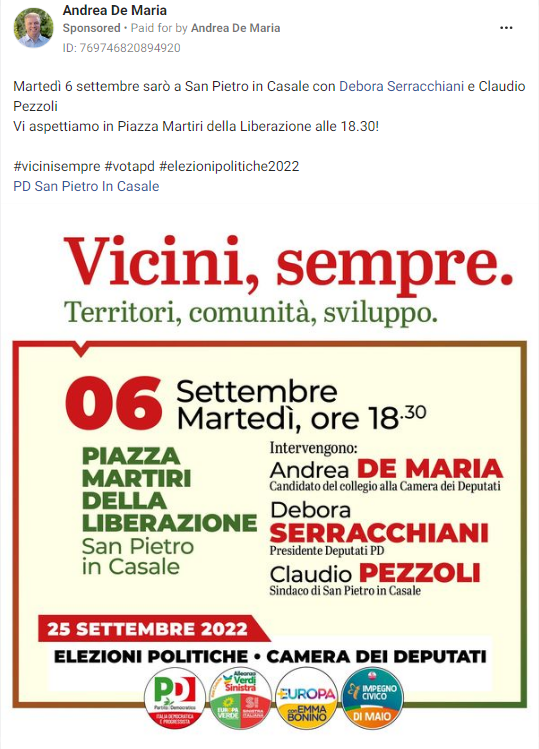 Andrea De Maria
Sponsored • Paid for by Andrea De Maria
ID: 769746820894920
Martedì 6 settembre sarò a San Pietro in Casale con Debora Serracchiani e Claudio
Pezzoli
Vi aspettiamo in Piazza Martiri della Liberazione alle 18.30!
#vicinisempre #votapd #elezionipolitiche2022
PD San Pietro In Casale
Vicini, sempre.
Territori, comunità, sviluppo.
06 Settembre
Martedì, ore 18.30
PIAZZA
MARTIRI
DELLA
LIBERAZIONE
San Pietro
in Casale
Intervengono:
Andrea DE MARIA
Candidato del collegio alla Camera dei Deputati
Debora
SERRACCHIANI
Presidente Deputati PD
Claudio PEZZOLI
Sindaco di San Pietro in Casale
25 SETTEMBRE 2022
ELEZIONI POLITICHE • CAMERA DEI DEPUTATI
PD
Partito Democratico
ITALIA DEMOCRATICA
E PROGRESSISTA
Alleanza
Verdi
Sinistra
EUROPA
VERDE
SI
SINISTRA
ITALIANA
+EUROPA
CON EMMA
BONINO
IMPEGNO
CIVICO
DI MAIO